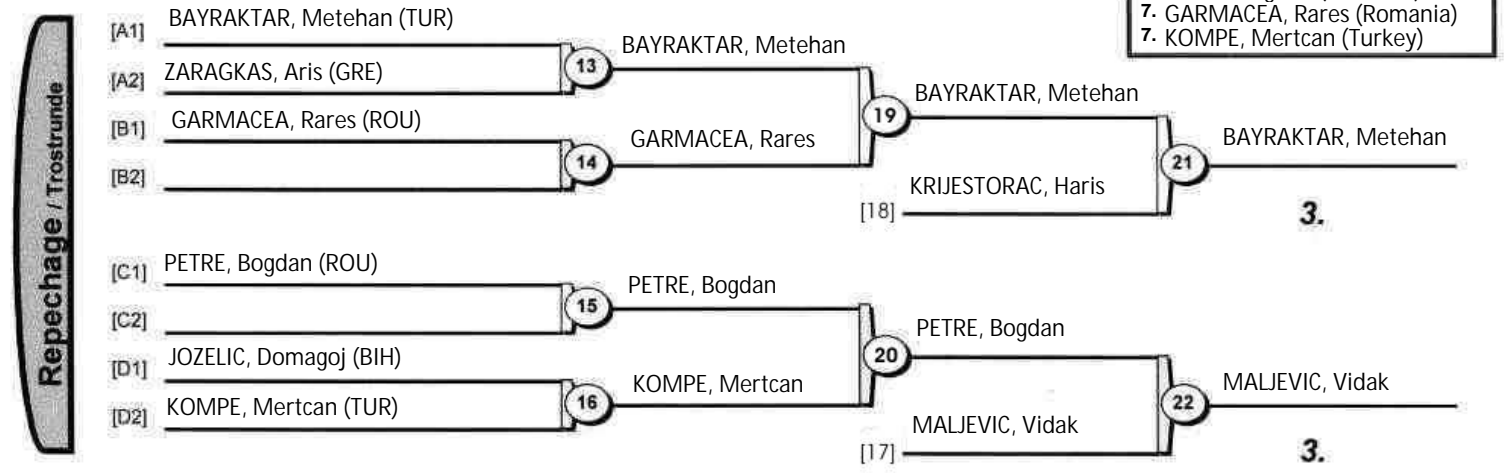 7. GARMACEA, Rares (Romania)
7. KOMPE, Mertcan (Turkey)
Repechage / Trostrunde
[A1] BAYRAKTAR, Metehan (TUR)
[A2] ZARAGKAS, Aris (GRE)
13
BAYRAKTAR, Metehan
[B1] GARMACEA, Rares (ROU)
[B2]
14
GARMACEA, Rares
19
BAYRAKTAR, Metehan
[18] KRIJESTORAC, Haris
21
BAYRAKTAR, Metehan
3.
[C1] PETRE, Bogdan (ROU)
[C2]
15
PETRE, Bogdan
[D1] JOZELIC, Domagoj (BIH)
[D2] KOMPE, Mertcan (TUR)
16
KOMPE, Mertcan
20
PETRE, Bogdan
[17] MALJEVIC, Vidak
22
MALJEVIC, Vidak
3.